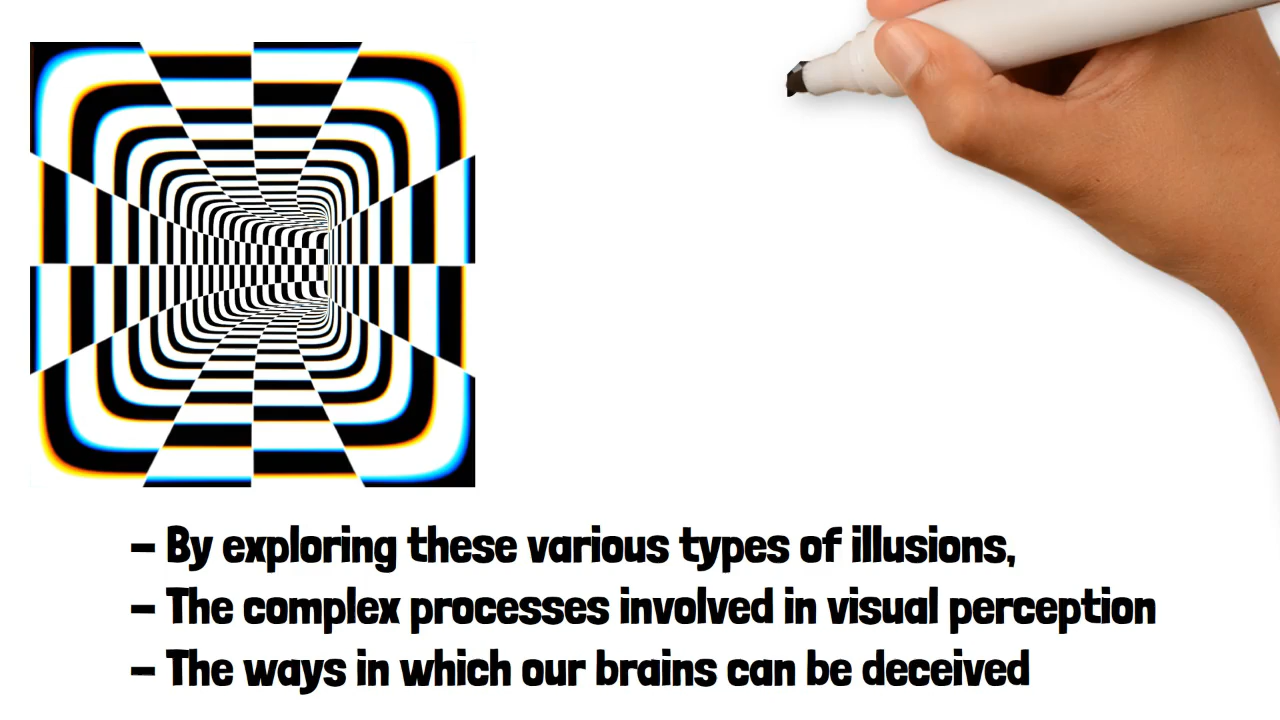 – By exploring these various types of illusions,
– The complex processes involved in visual perception
– The ways in which our brains can be deceived